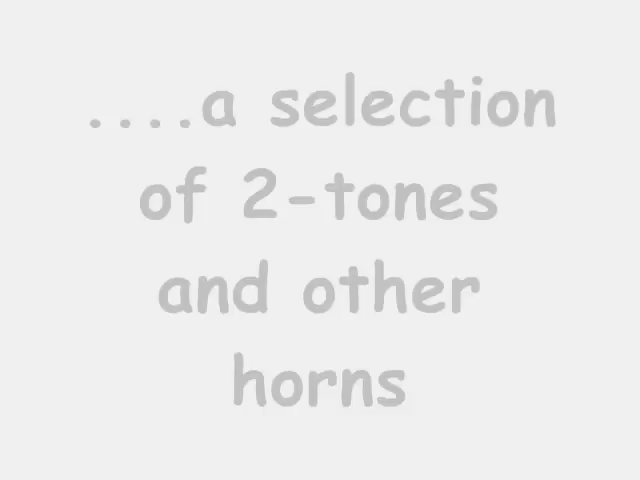 ....a selection
of 2-tones
and other
horns